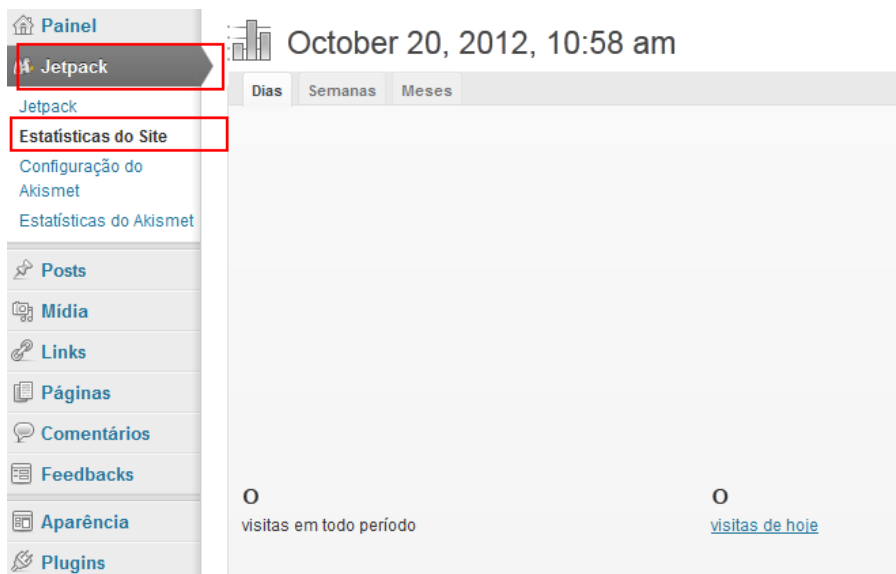 Painel
Jetpack
Jetpack
Estatísticas do Site
Configuração do
Akismet
Estatísticas do Akismet
Posts
Mídia
Links
Páginas
Comentários
Feedbacks
Aparência
Plugins
October 20, 2012, 10:58 am
Dias Semanas Meses
0 0
visitas em todo período visitas de hoje